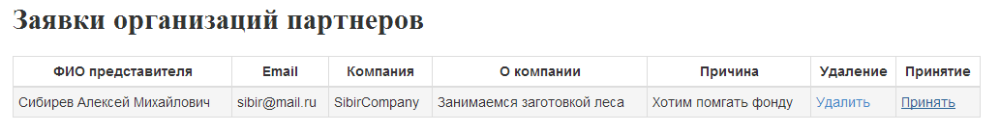 Заявки организаций партнеров
ФИО представителя Email Компания О компании Причина Удаление Принятие
Сибирев Алексей Михайлович sibir@mail.ru SibirCompany Занимаемся заготовкой леса Хотим помгать фонду Удалить Принять